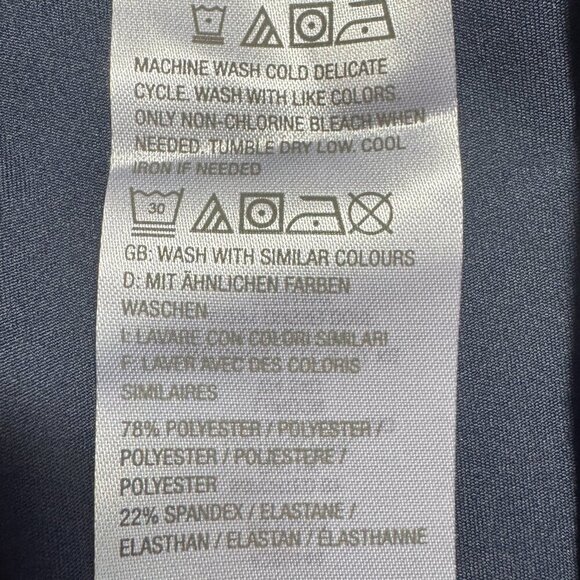 MACHINE WASH COLD DELICATE
CYCLE. WASH WITH LIKE COLORS
ONLY NON-CHLORINE BLEACH WHEN
NEEDED. TUMBLE DRY LOW. COOL
IRON IF NEEDED
30
GB: WASH WITH SIMILAR COLOURS
D: MIT ÄHNLICHEN FARBEN
WASCHEN
I: LAVARE CON COLORI SIMILARI
F: LAVER AVEC DES COLORIS
SIMILAIRES
78% POLYESTER / POLYESTER /
POLYESTER / POLIESTERE /
POLYESTER
22% SPANDEX / ELASTANE /
ELASTHAN / ELASTAN / ÉLASTHANNE